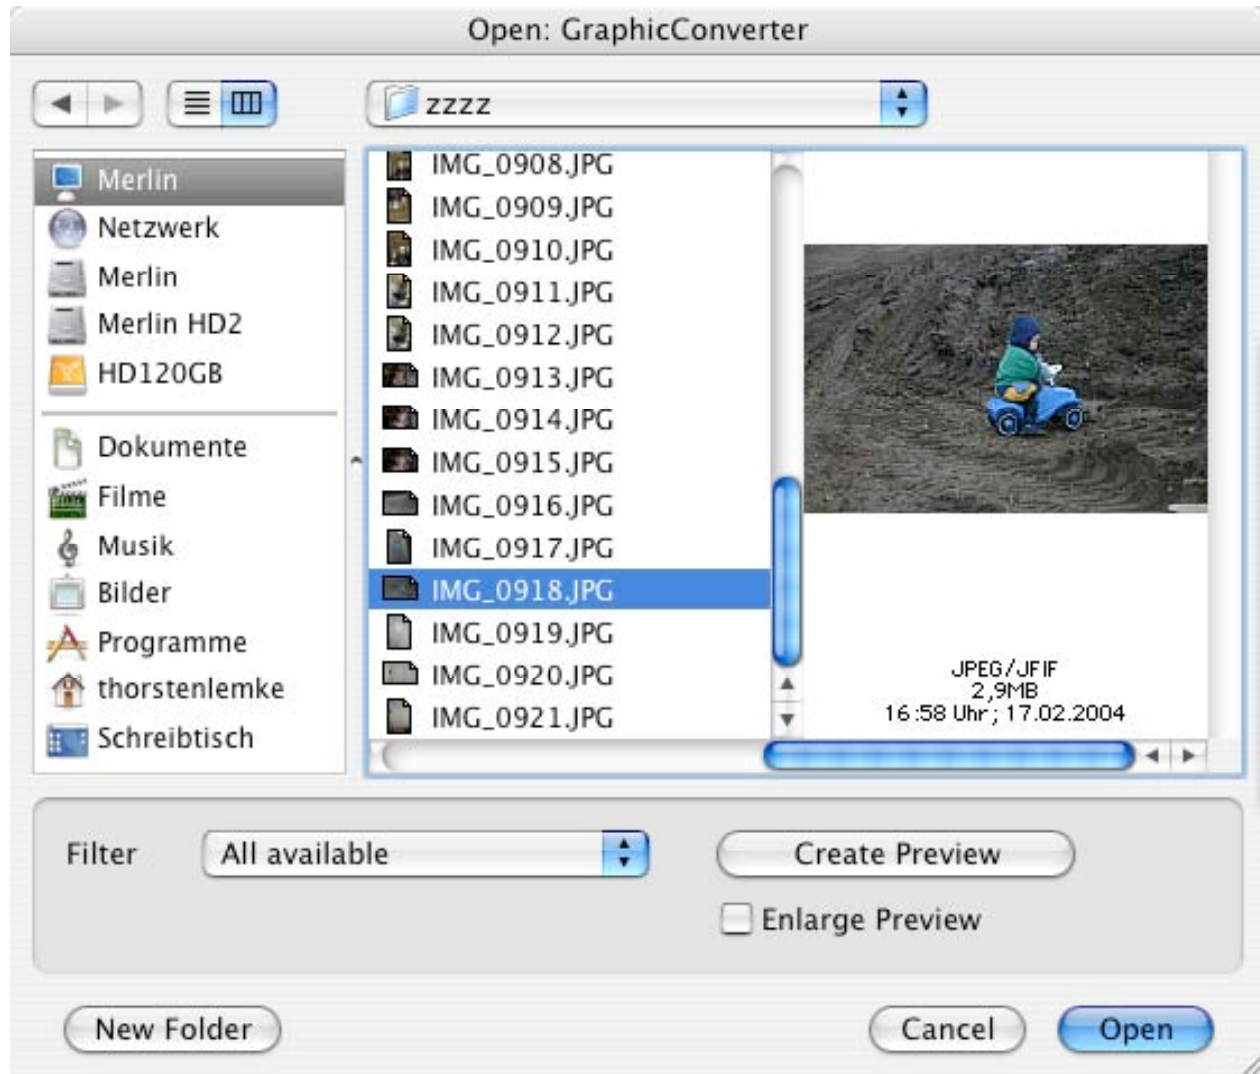 Open: GraphicConverter
zzzz
Merlin
Netzwerk
Merlin
Merlin HD2
HD120GB
Dokumente
Filme
Musik
Bilder
Programme
thorstenlemke
Schreibtisch
IMG_0908.JPG
IMG_0909.JPG
IMG_0910.JPG
IMG_0911.JPG
IMG_0912.JPG
IMG_0913.JPG
IMG_0914.JPG
IMG_0915.JPG
IMG_0916.JPG
IMG_0917.JPG
IMG_0918.JPG
IMG_0919.JPG
IMG_0920.JPG
IMG_0921.JPG
JPEG/JFIF
2,9MB
16:58 Uhr; 17.02.2004
Filter
All available
Create Preview
Enlarge Preview
New Folder
Cancel
Open